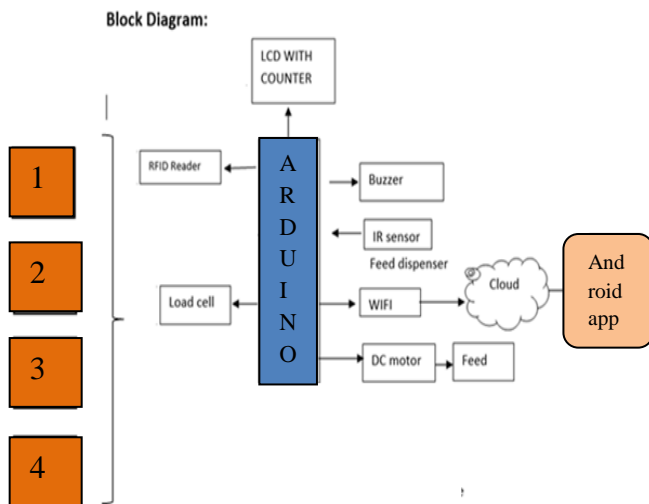 Block Diagram:
LCD WITH
COUNTER
1
2
3
4
RFID Reader
Load cell
A
R
D
U
I
N
O
Buzzer
IR sensor
Feed dispenser
WIFI
Cloud
DC motor
Feed
And
roid
app